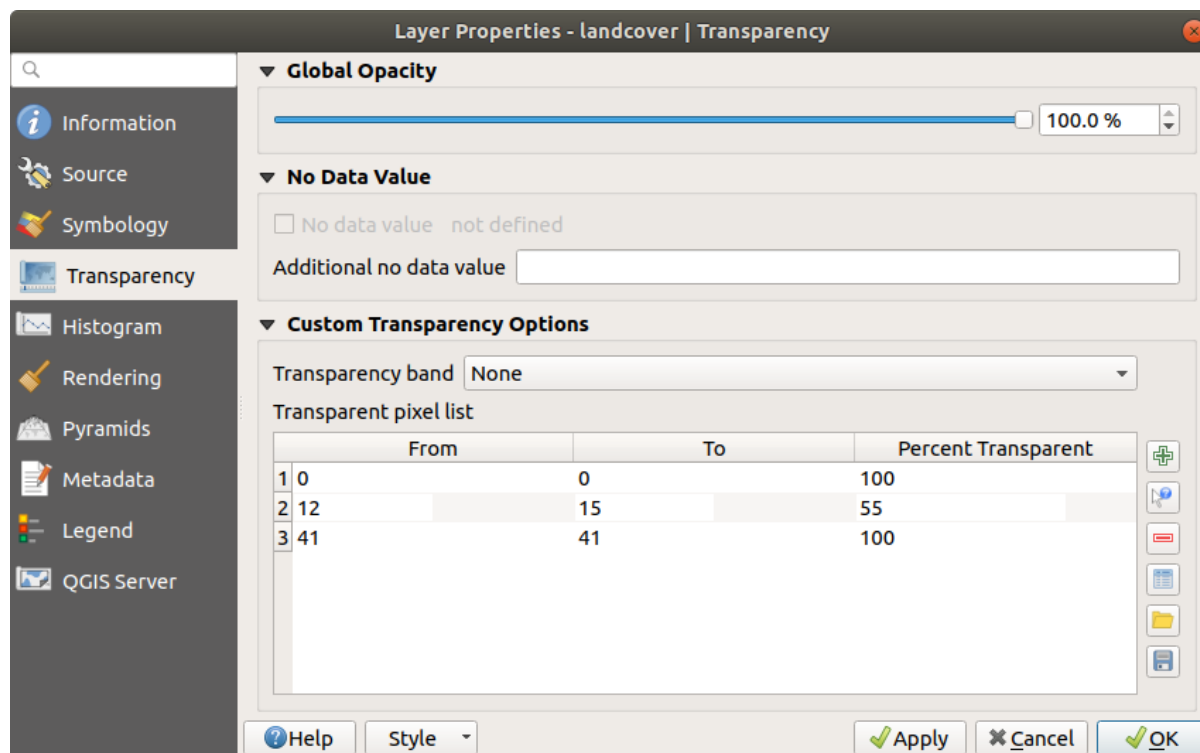 Layer Properties - landcover | Transparency
Information
Source
Symbology
Transparency
Histogram
Rendering
Pyramids
Metadata
Legend
QGIS Server
Global Opacity
100.0 %
No Data Value
No data value not defined
Additional no data value
Custom Transparency Options
Transparency band None
Transparent pixel list
From To Percent Transparent
1 0 0 100
2 12 15 55
3 41 41 100
Help Style Apply Cancel OK